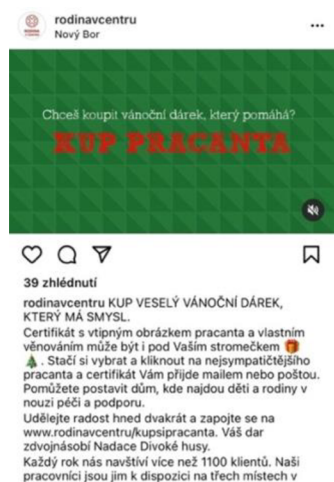 rodinavcentru
Nový Bor
Chceš koupit vánoční dárek, který pomáhá?
KUP PRACANTA
39 zhlédnutí
rodinavcentru KUP VESELÝ VÁNOČNÍ DÁREK,
KTERÝ MÁ SMYSL.
Certifikát s vtipným obrázkem pracanta a vlastním
věnováním může být i pod Vaším stromečkem 🎁
🎄. Stačí si vybrat a kliknout na nejsympatičtějšího
pracanta a certifikát Vám přijde mailem nebo poštou.
Pomůžete postavit dům, kde najdou děti a rodiny v
nouzi péči a podporu.
Udělejte radost hned dvakrát a zapojte se na
www.rodinavcentru/kupsipracanta. Váš dar
zdvojnásobí Nadace Divoké husy.
Každý rok nás navštíví více než 1100 klientů. Naši
pracovníci jsou jim k dispozici na třech místech v